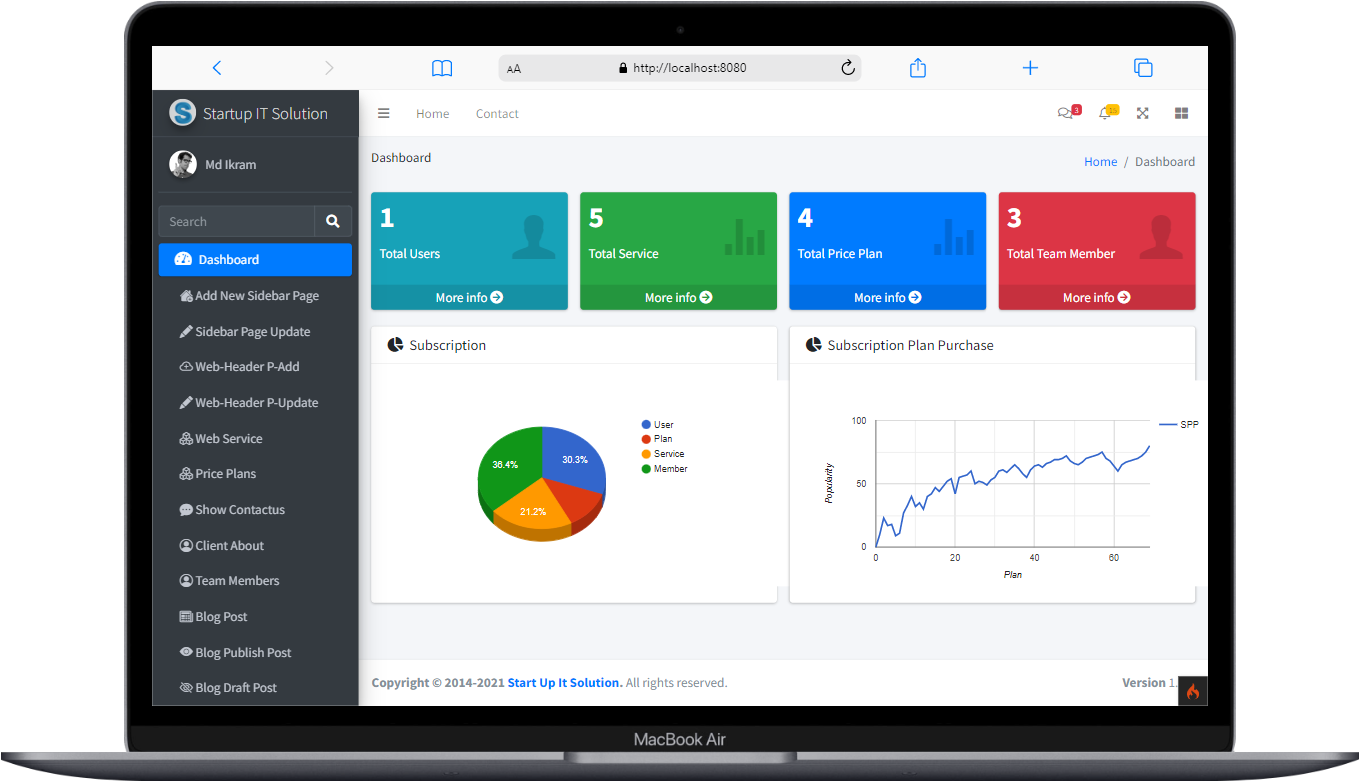 AA http://localhost:8080
Startup IT Solution
Home Contact
3
15
Md Ikram
Search
Dashboard
Add New Sidebar Page
Sidebar Page Update
Web-Header P-Add
Web-Header P-Update
Web Service
Price Plans
Show Contactus
Client About
Team Members
Blog Post
Blog Publish Post
Blog Draft Post
Dashboard
Home / Dashboard
1
Total Users
More info
5
Total Service
More info
4
Total Price Plan
More info
3
Total Team Member
More info
Subscription
36.4%
30.3%
21.2%
User
Plan
Service
Member
Subscription Plan Purchase
100
50
0
Popularity
0 20 40 60
Plan
SPP
Copyright © 2014-2021 Start Up It Solution. All rights reserved.
Version 1.
MacBook Air